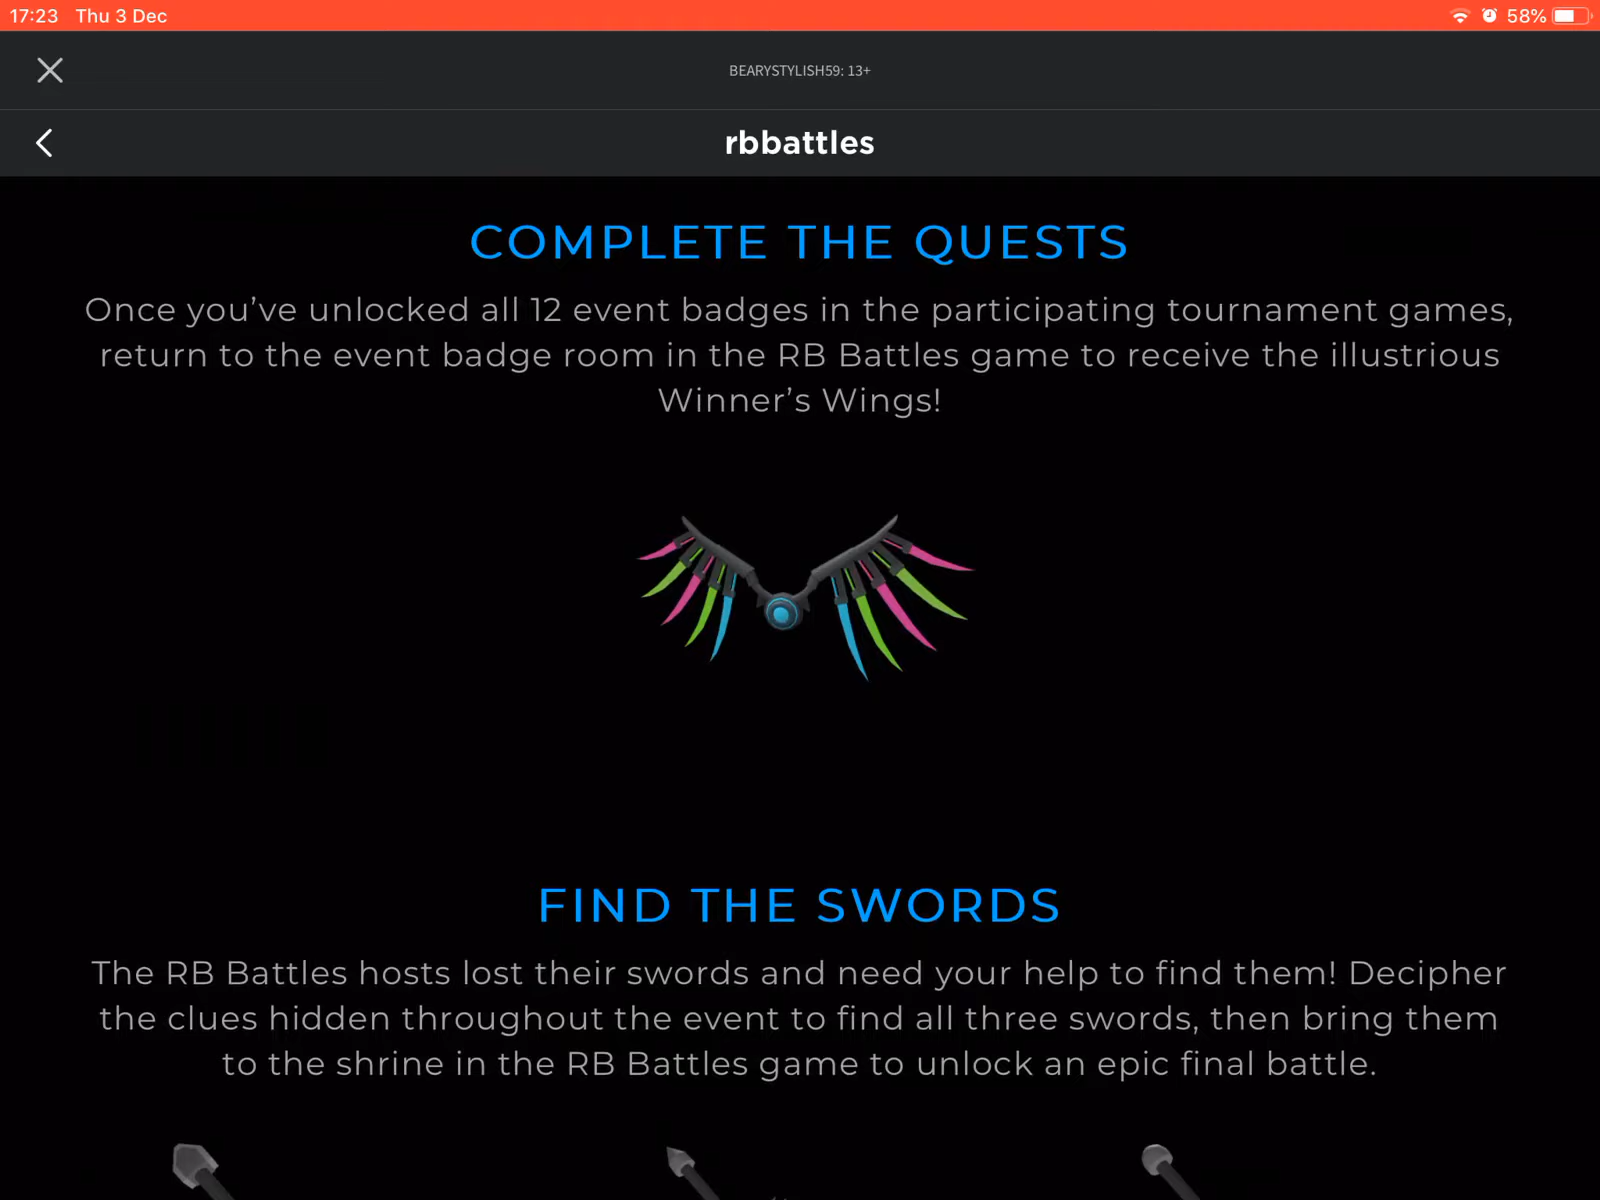 17:23 Thu 3 Dec 58%
BEARYSTYLISH59: 13+
rbbattles
COMPLETE THE QUESTS
Once you’ve unlocked all 12 event badges in the participating tournament games,
return to the event badge room in the RB Battles game to receive the illustrious
Winner’s Wings!
FIND THE SWORDS
The RB Battles hosts lost their swords and need your help to find them! Decipher
the clues hidden throughout the event to find all three swords, then bring them
to the shrine in the RB Battles game to unlock an epic final battle.